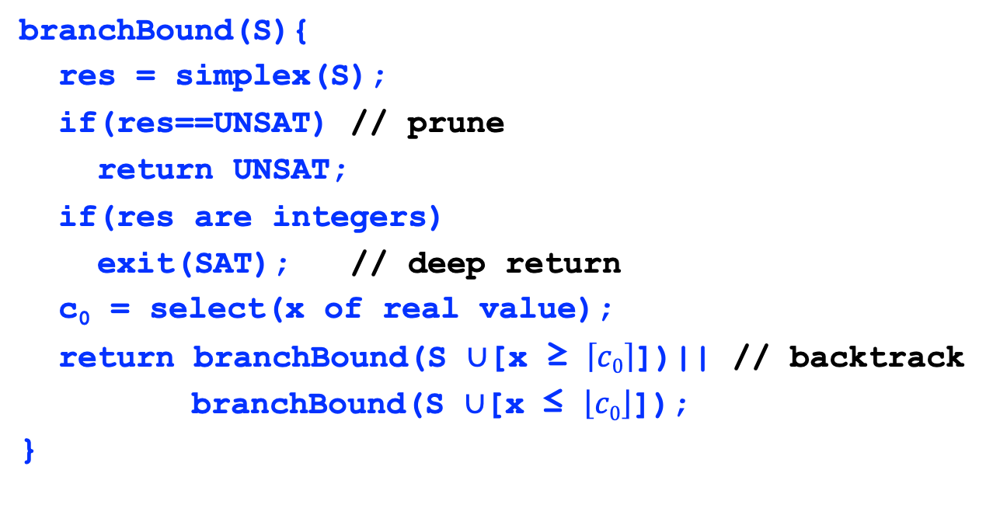 branchBound(S){
res = simplex(S);
if(res==UNSAT) // prune
return UNSAT;
if(res are integers)
exit(SAT); // deep return
c₀ = select(x of real value);
return branchBound(S ∪[x ≥ ⌈c₀⌉])|| // backtrack
branchBound(S ∪[x ≤ ⌊c₀⌋]);
}